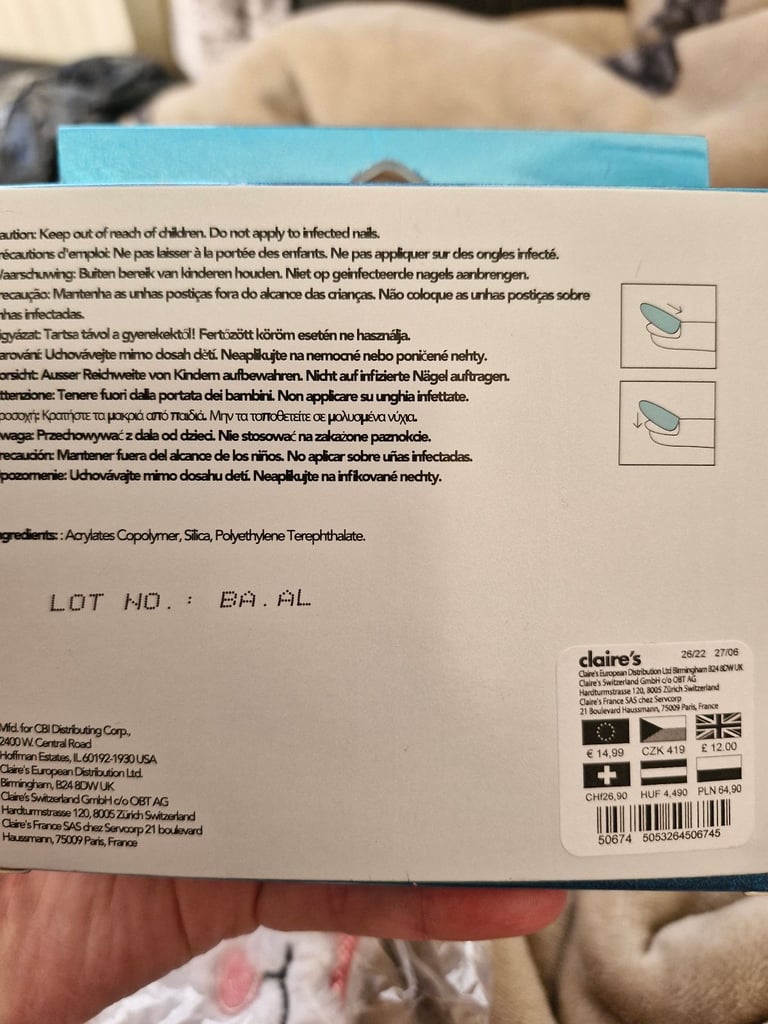 aution: Keep out of reach of children. Do not apply to infected nails.
récautions d'emploi: Ne pas laisser à la portée des enfants. Ne pas appliquer sur des ongles infecté.
aarschuwing: Buiten bereik van kinderen houden. Niet op geinfecteerde nagels aanbrengen.
recaução: Mantenha as unhas postiças fora do alcance das crianças. Não coloque as unhas postiças sobre
nhas infectadas.
igyázat: Tartsa távol a gyerekektől! Fertőzött köröm esetén ne használja.
arování: Uchovávejte mimo dosah dětí. Neaplikujte na nemocné nebo poničené nehty.
orsicht: Ausser Reichweite von Kindern aufbewahren. Nicht auf infizierte Nägel auftragen.
ttenzione: Tenere fuori dalla portata dei bambini. Non applicare su unghia infettate.
ροσοχή: Κρατήστε τα μακριά από παιδιά. Μην τα τοποθετείτε σε μολυσμένα νύχια.
waga: Przechowywać z dala od dzieci. Nie stosować na zakażone paznokcie.
recaución: Mantener fuera del alcance de los niños. No aplicar sobre uñas infectadas.
pozornenie: Uchovávajte mimo dosahu detí. Neaplikujte na infikované nechty.
ngredients: : Acrylates Copolymer, Silica, Polyethylene Terephthalate.
LOT NO.: BA.AL
Mfd. for CBI Distributing Corp.,
2400 W. Central Road
Hoffman Estates, IL 60192-1930 USA
Claire's European Distribution Ltd.
Birmingham, B24 8DW UK
Claire's Switzerland GmbH c/o OBT AG
Hardturmstrasse 120, 8005 Zürich Switzerland
Claire's France SAS chez Servcorp 21 boulevard
Haussmann, 75009 Paris, France
claire's 26/22 27/06
Claire's European Distribution Ltd Birmingham B24 8DW UK
Claire's Switzerland GmbH c/o OBT AG
Hardturmstrasse 120, 8005 Zürich Switzerland
Claire's France SAS chez Servcorp
21 Boulevard Haussmann, 75009 Paris, France
€ 14,99 CZK 419 £ 12.00
CHf26,90 HUF 4,490 PLN 64,90
50674 5053264506745